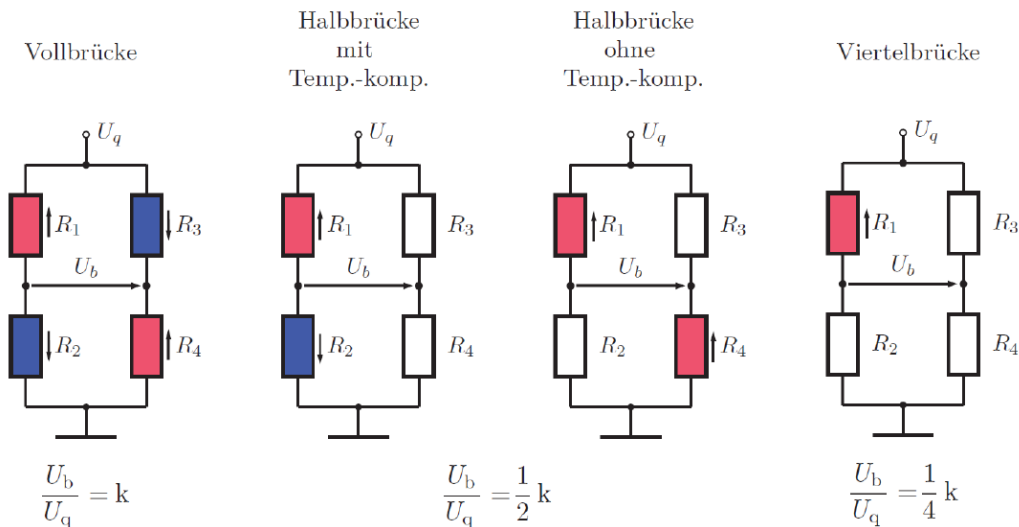 Vollbrücke
Halbbrücke
mit
Temp.-komp.
Halbbrücke
ohne
Temp.-komp.
Viertelbrücke
U_q
R_1
R_3
U_b
R_2
R_4
U_q
R_1
R_3
U_b
R_2
R_4
U_q
R_1
R_3
U_b
R_2
R_4
U_q
R_1
R_3
U_b
R_2
R_4
U_b/U_q = k
U_b/U_q = 1/2 k
U_b/U_q = 1/4 k